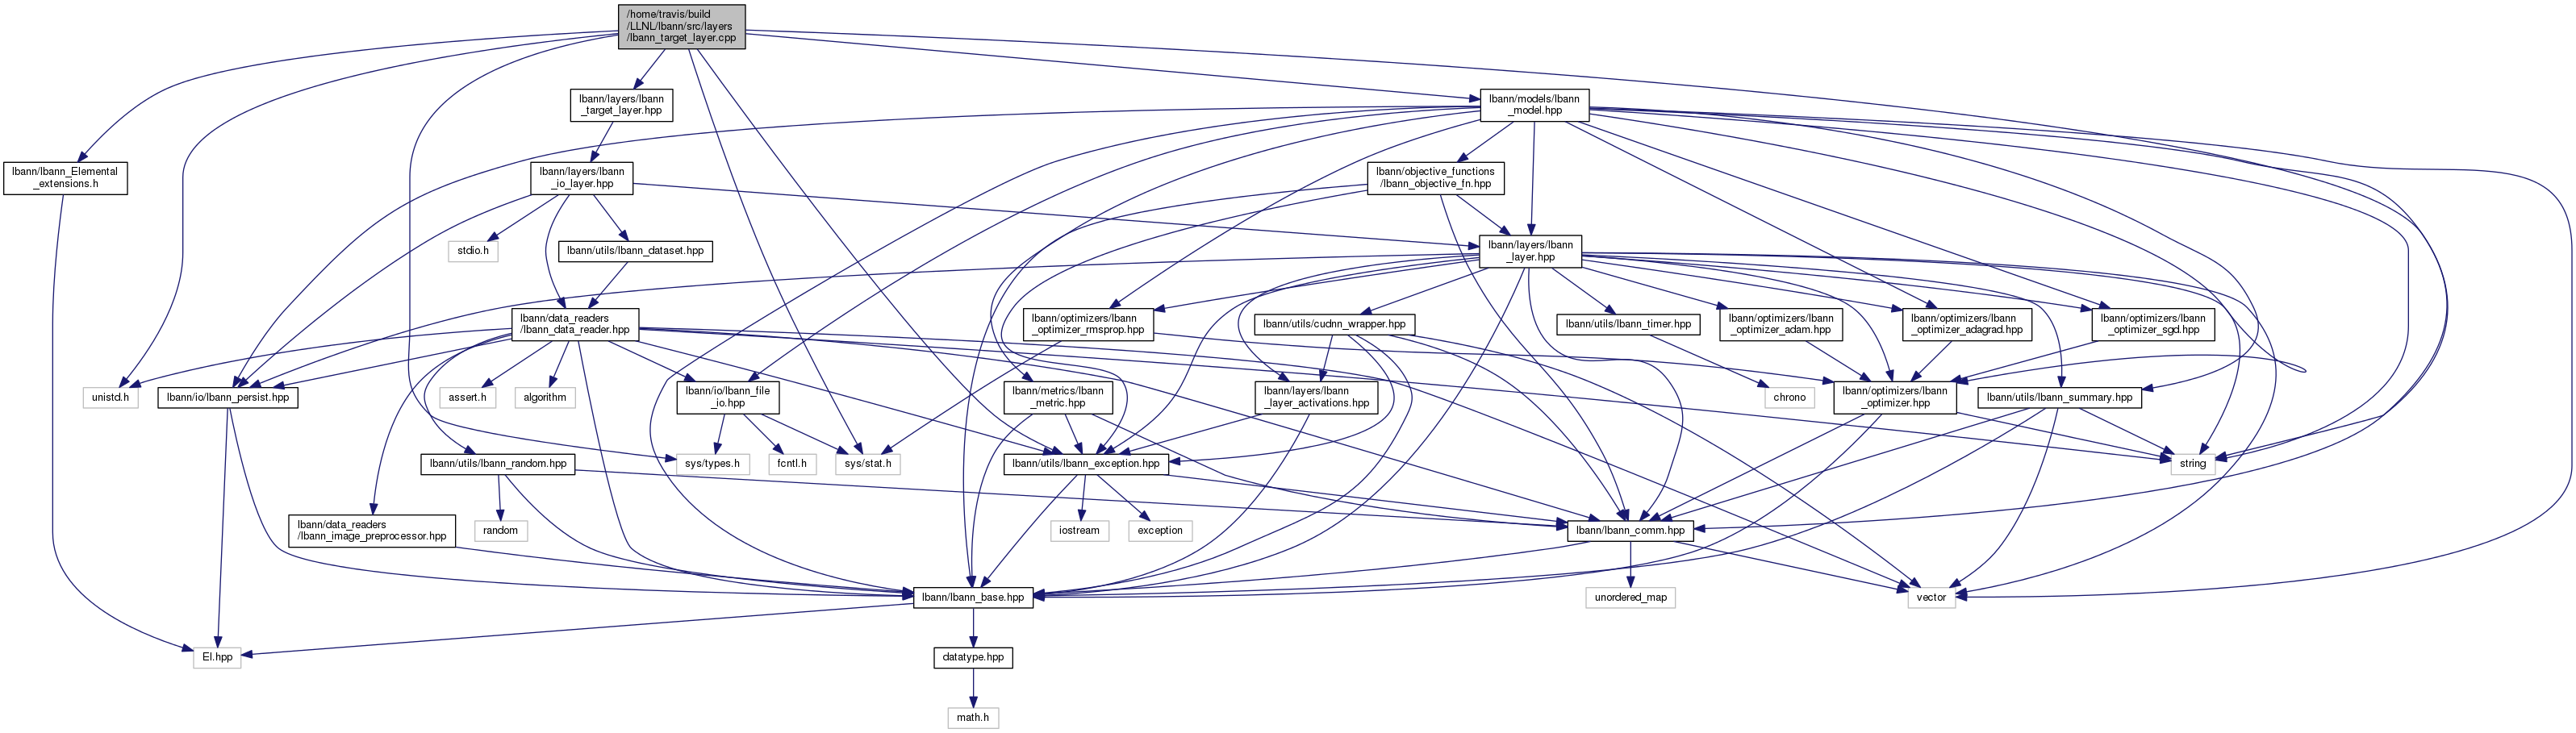 /home/travis/build
/LLNL/lbann/src/layers
/lbann_target_layer.cpp
lbann/layers/lbann
_target_layer.hpp
lbann/models/lbann
_model.hpp
lbann/lbann_Elemental
_extensions.h
lbann/layers/lbann
_io_layer.hpp
lbann/objective_functions
/lbann_objective_fn.hpp
stdio.h
lbann/utils/lbann_dataset.hpp
lbann/layers/lbann
_layer.hpp
lbann/data_readers
/lbann_data_reader.hpp
lbann/optimizers/lbann
_optimizer_rmsprop.hpp
lbann/utils/cudnn_wrapper.hpp
lbann/utils/lbann_timer.hpp
lbann/optimizers/lbann
_optimizer_adam.hpp
lbann/optimizers/lbann
_optimizer_adagrad.hpp
lbann/optimizers/lbann
_optimizer_sgd.hpp
unistd.h
lbann/io/lbann_persist.hpp
assert.h
algorithm
lbann/io/lbann_file
_io.hpp
lbann/metrics/lbann
_metric.hpp
lbann/layers/lbann
_layer_activations.hpp
chrono
lbann/optimizers/lbann
_optimizer.hpp
lbann/utils/lbann_summary.hpp
lbann/utils/lbann_random.hpp
sys/types.h
fcntl.h
sys/stat.h
lbann/utils/lbann_exception.hpp
string
lbann/data_readers
/lbann_image_preprocessor.hpp
random
iostream
exception
lbann/lbann_comm.hpp
lbann/lbann_base.hpp
unordered_map
vector
El.hpp
datatype.hpp
math.h